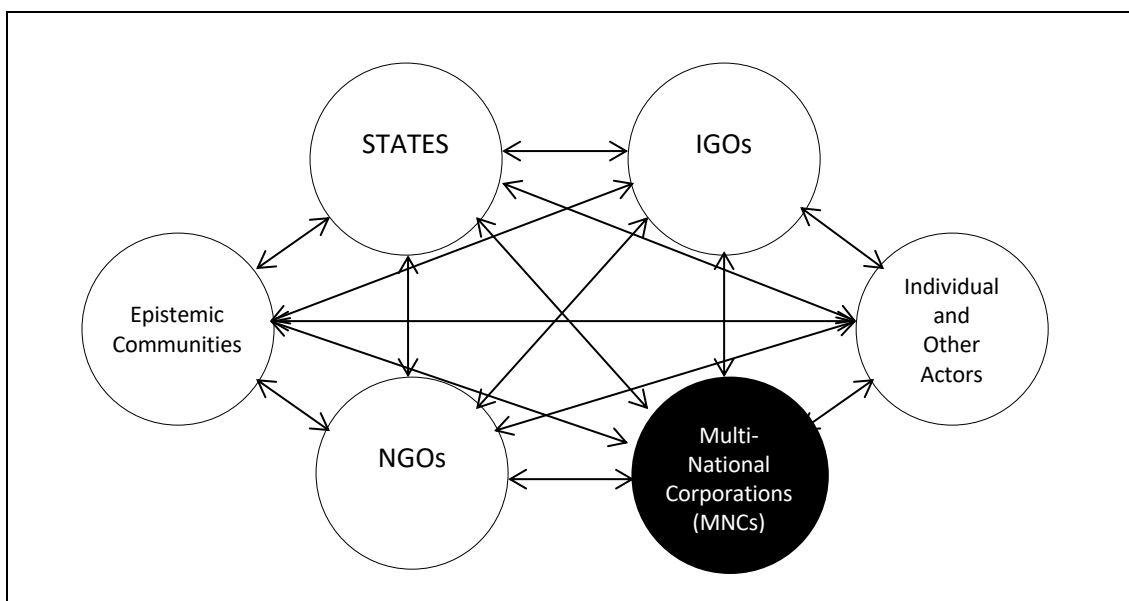 STATES
IGOs
Epistemic
Communities
Individual
and
Other
Actors
NGOs
Multi-
National
Corporations
(MNCs)